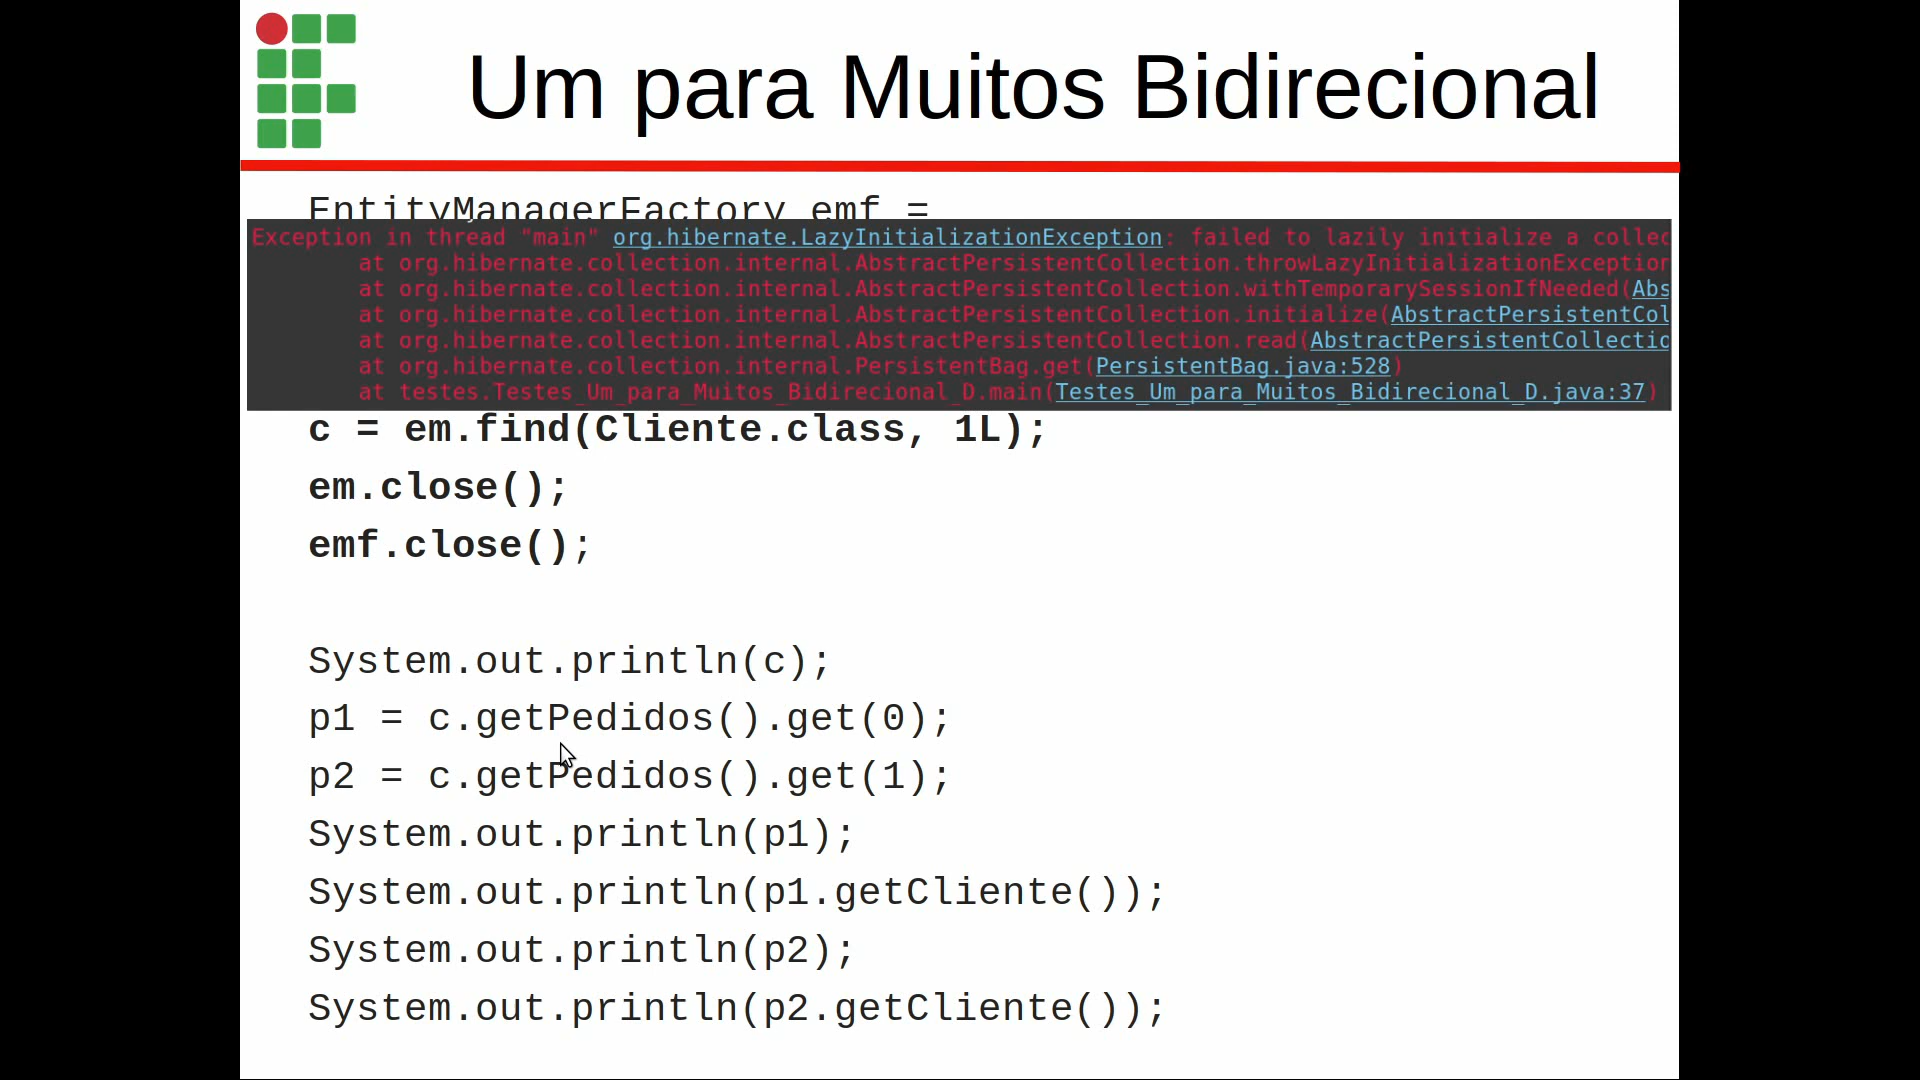 Um para Muitos Bidirecional
EntityManagerFactory emf =
Exception in thread "main" org.hibernate.LazyInitializationException: failed to lazily initialize a collec
at org.hibernate.collection.internal.AbstractPersistentCollection.throwLazyInitializationException
at org.hibernate.collection.internal.AbstractPersistentCollection.withTemporarySessionIfNeeded(Abs
at org.hibernate.collection.internal.AbstractPersistentCollection.initialize(AbstractPersistentCol
at org.hibernate.collection.internal.AbstractPersistentCollection.read(AbstractPersistentCollectio
at org.hibernate.collection.internal.PersistentBag.get(PersistentBag.java:528)
at testes.Testes_Um_para_Muitos_Bidirecional_D.main(Testes_Um_para_Muitos_Bidirecional_D.java:37)
c = em.find(Cliente.class, 1L);
em.close();
emf.close();
System.out.println(c);
p1 = c.getPedidos().get(0);
p2 = c.getPedidos().get(1);
System.out.println(p1);
System.out.println(p1.getCliente());
System.out.println(p2);
System.out.println(p2.getCliente());